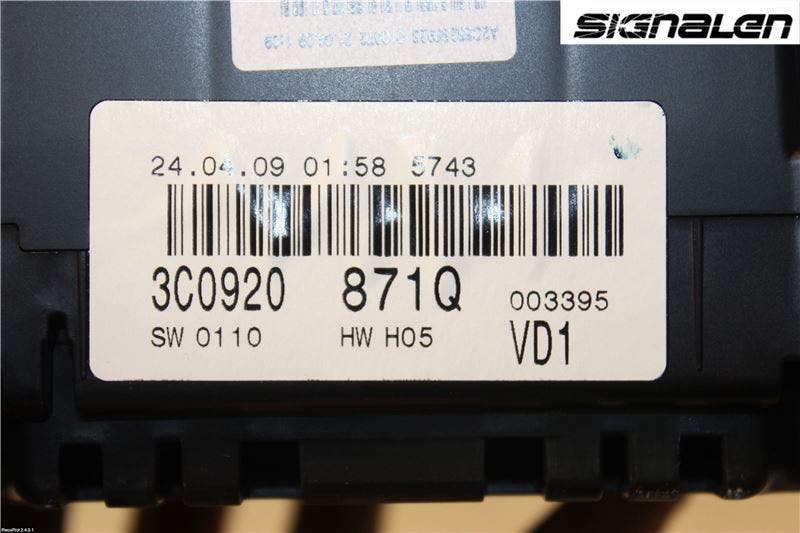 SIGNALEN
24.04.09 01:58 5743
3C0920 871Q 003395
SW 0110 HW H05 VD1